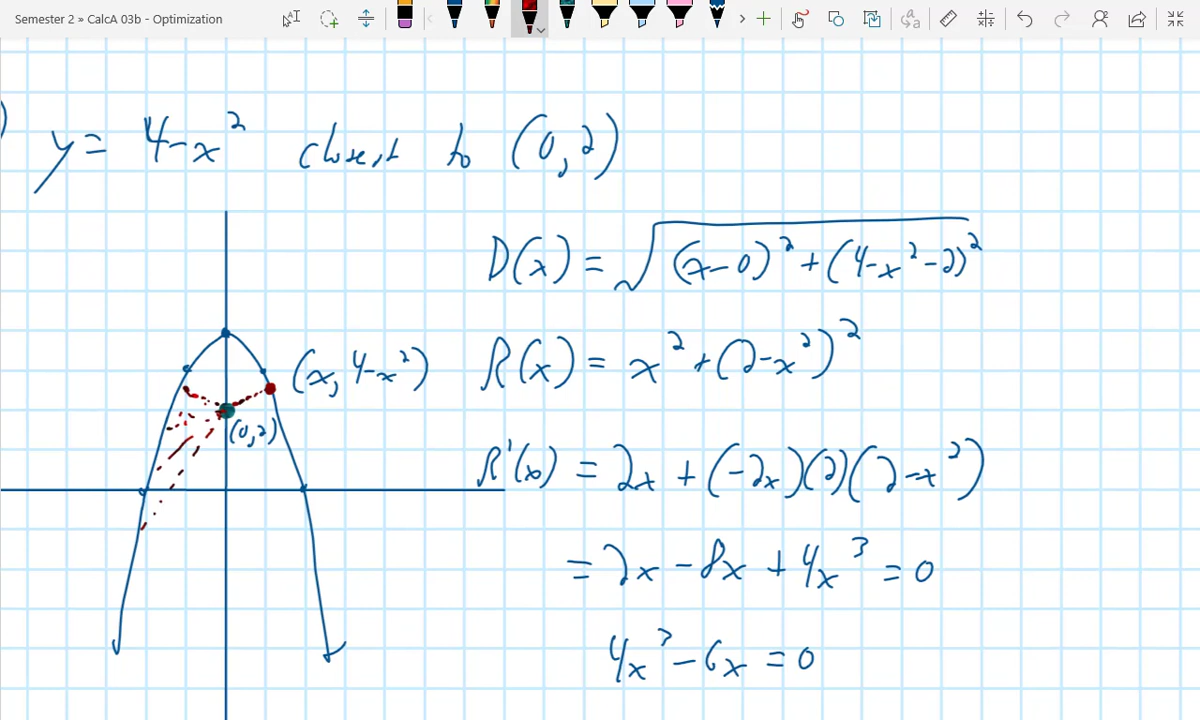 Semester 2 » CalcA 03b - Optimization
) y = 4-x² closest to (0,2)
D(x) = √((x-0)²+(4-x²-2)²)
(x, 4-x²)
R(x) = x²+(2-x²)²
(0,2)
R'(x) = 2x + (-2x)(2)(2-x²)
= 2x - 8x + 4x³ = 0
4x³ - 6x = 0